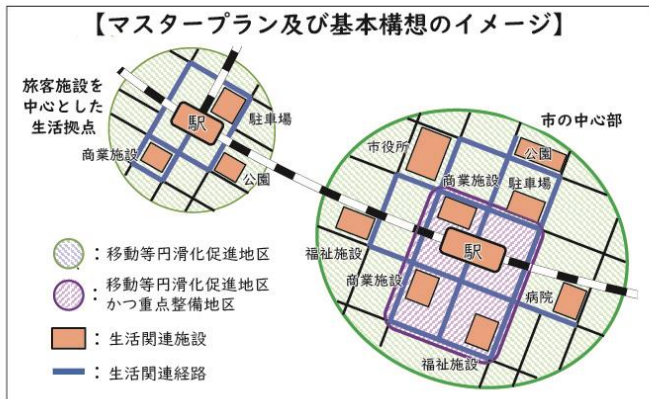 【マスタープラン及び基本構想のイメージ】
旅客施設を
中心とした
生活拠点
駅
駐車場
商業施設
公園
市の中心部
市役所
公園
商業施設
駐車場
駅
福祉施設
商業施設
病院
福祉施設
：移動等円滑化促進地区
：移動等円滑化促進地区
かつ重点整備地区
：生活関連施設
：生活関連経路